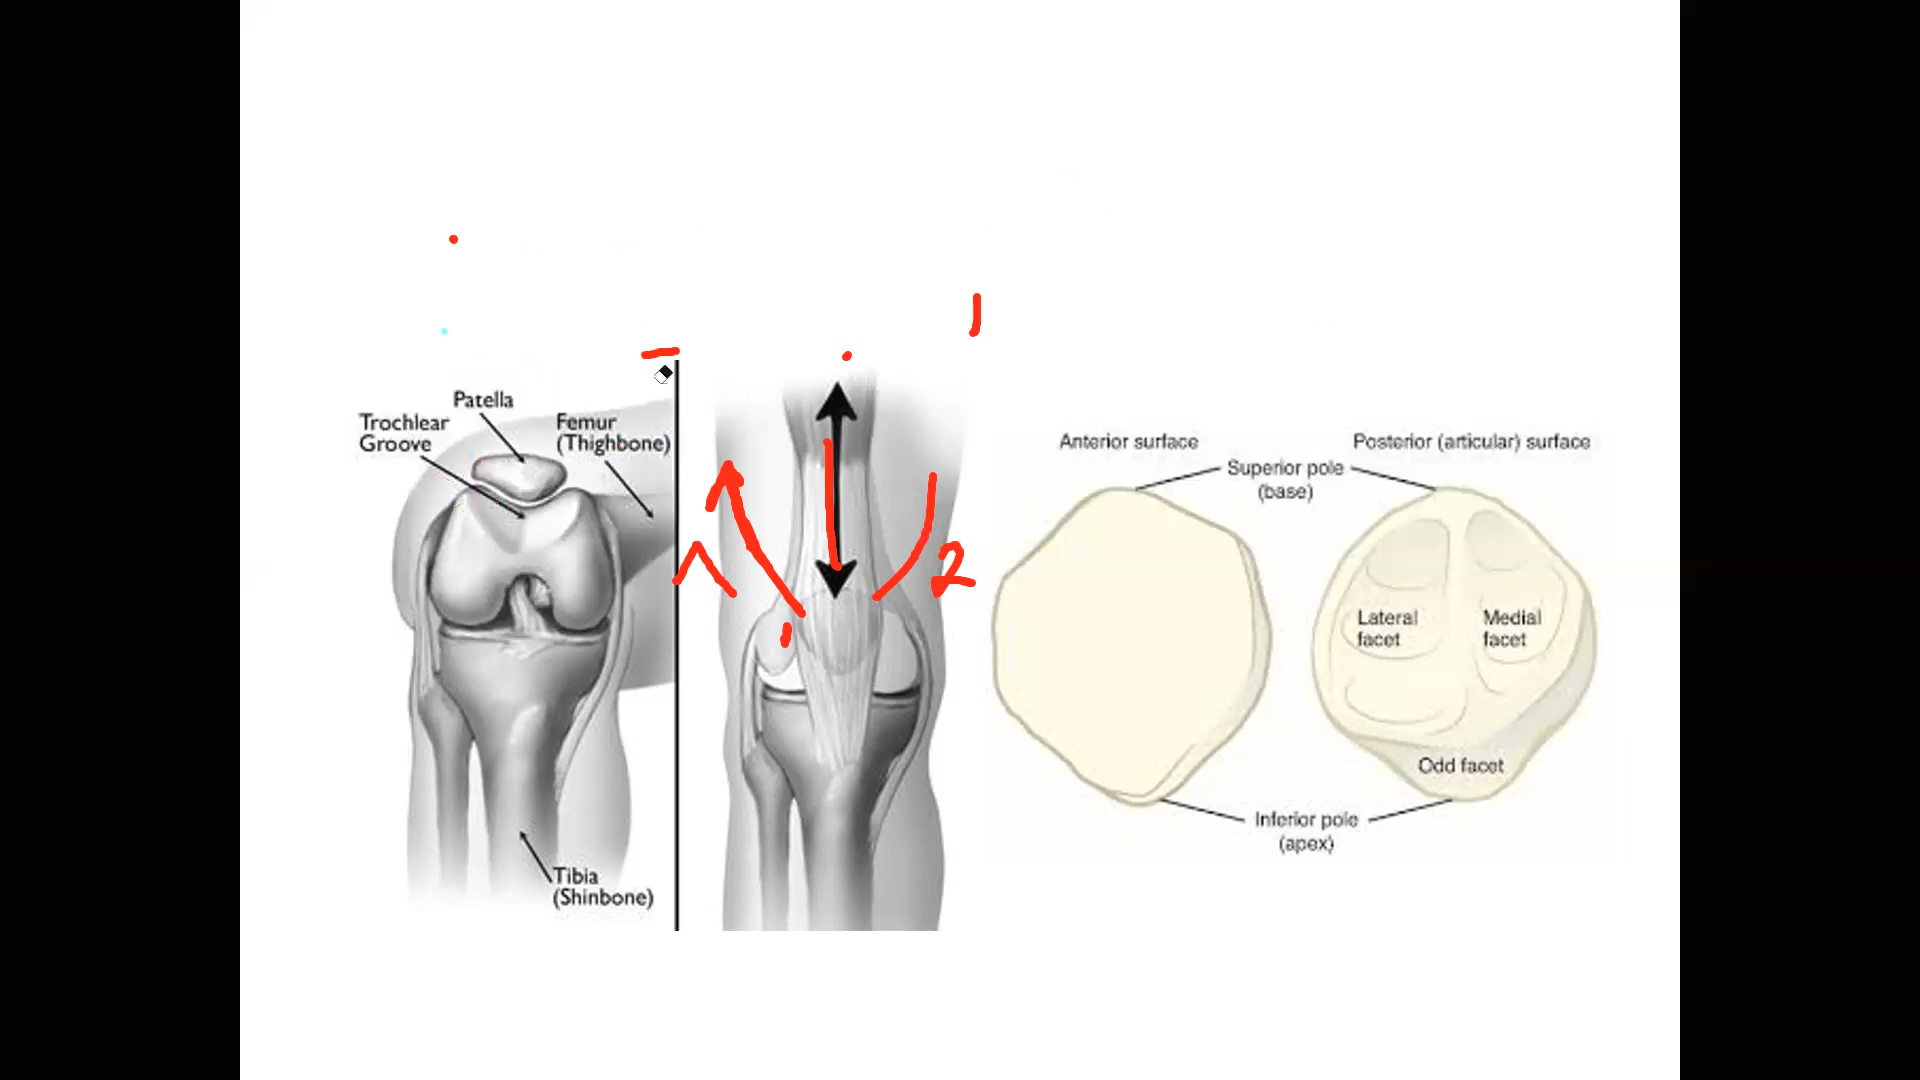 Patella
Trochlear
Groove
Femur
(Thighbone)
Tibia
(Shinbone)
2
Anterior surface
Posterior (articular) surface
Superior pole
(base)
Lateral
facet
Medial
facet
Odd facet
Inferior pole
(apex)